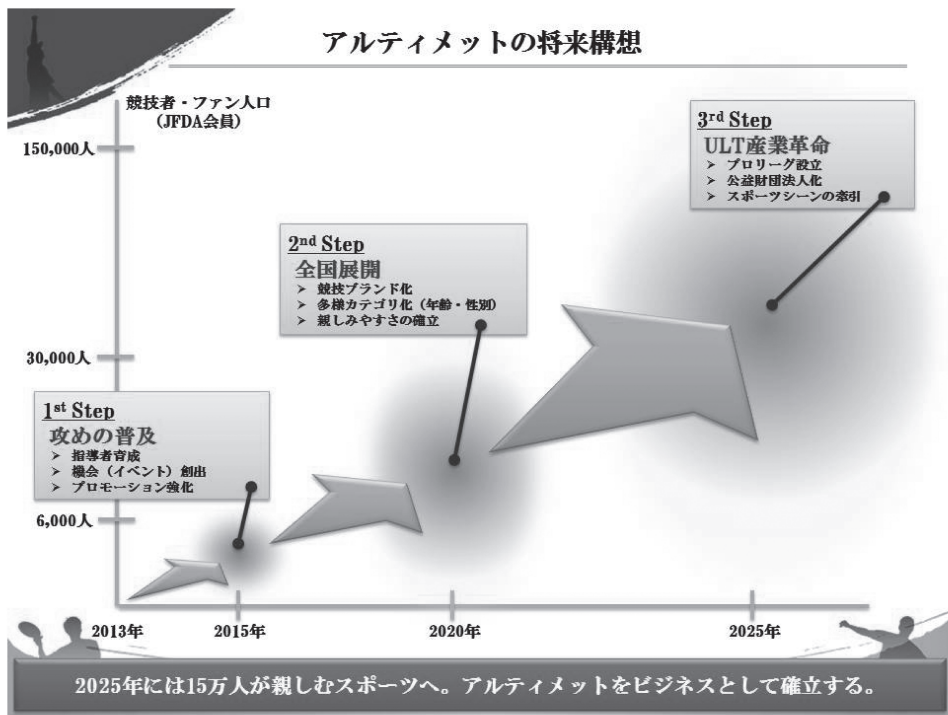 アルティメットの将来構想
競技者・ファン人口
（JFDA会員）
150,000人
30,000人
6,000人
1st Step
攻めの普及
➢ 指導者育成
➢ 機会（イベント）創出
➢ プロモーション強化
2nd Step
全国展開
➢ 競技ブランド化
➢ 多様カテゴリ化（年齢・性別）
➢ 親しみやすさの確立
3rd Step
ULT産業革命
➢ プロリーグ設立
➢ 公益財団法人化
➢ スポーツシーンの牽引
2013年
2015年
2020年
2025年
2025年には15万人が親しむスポーツへ。アルティメットをビジネスとして確立する。